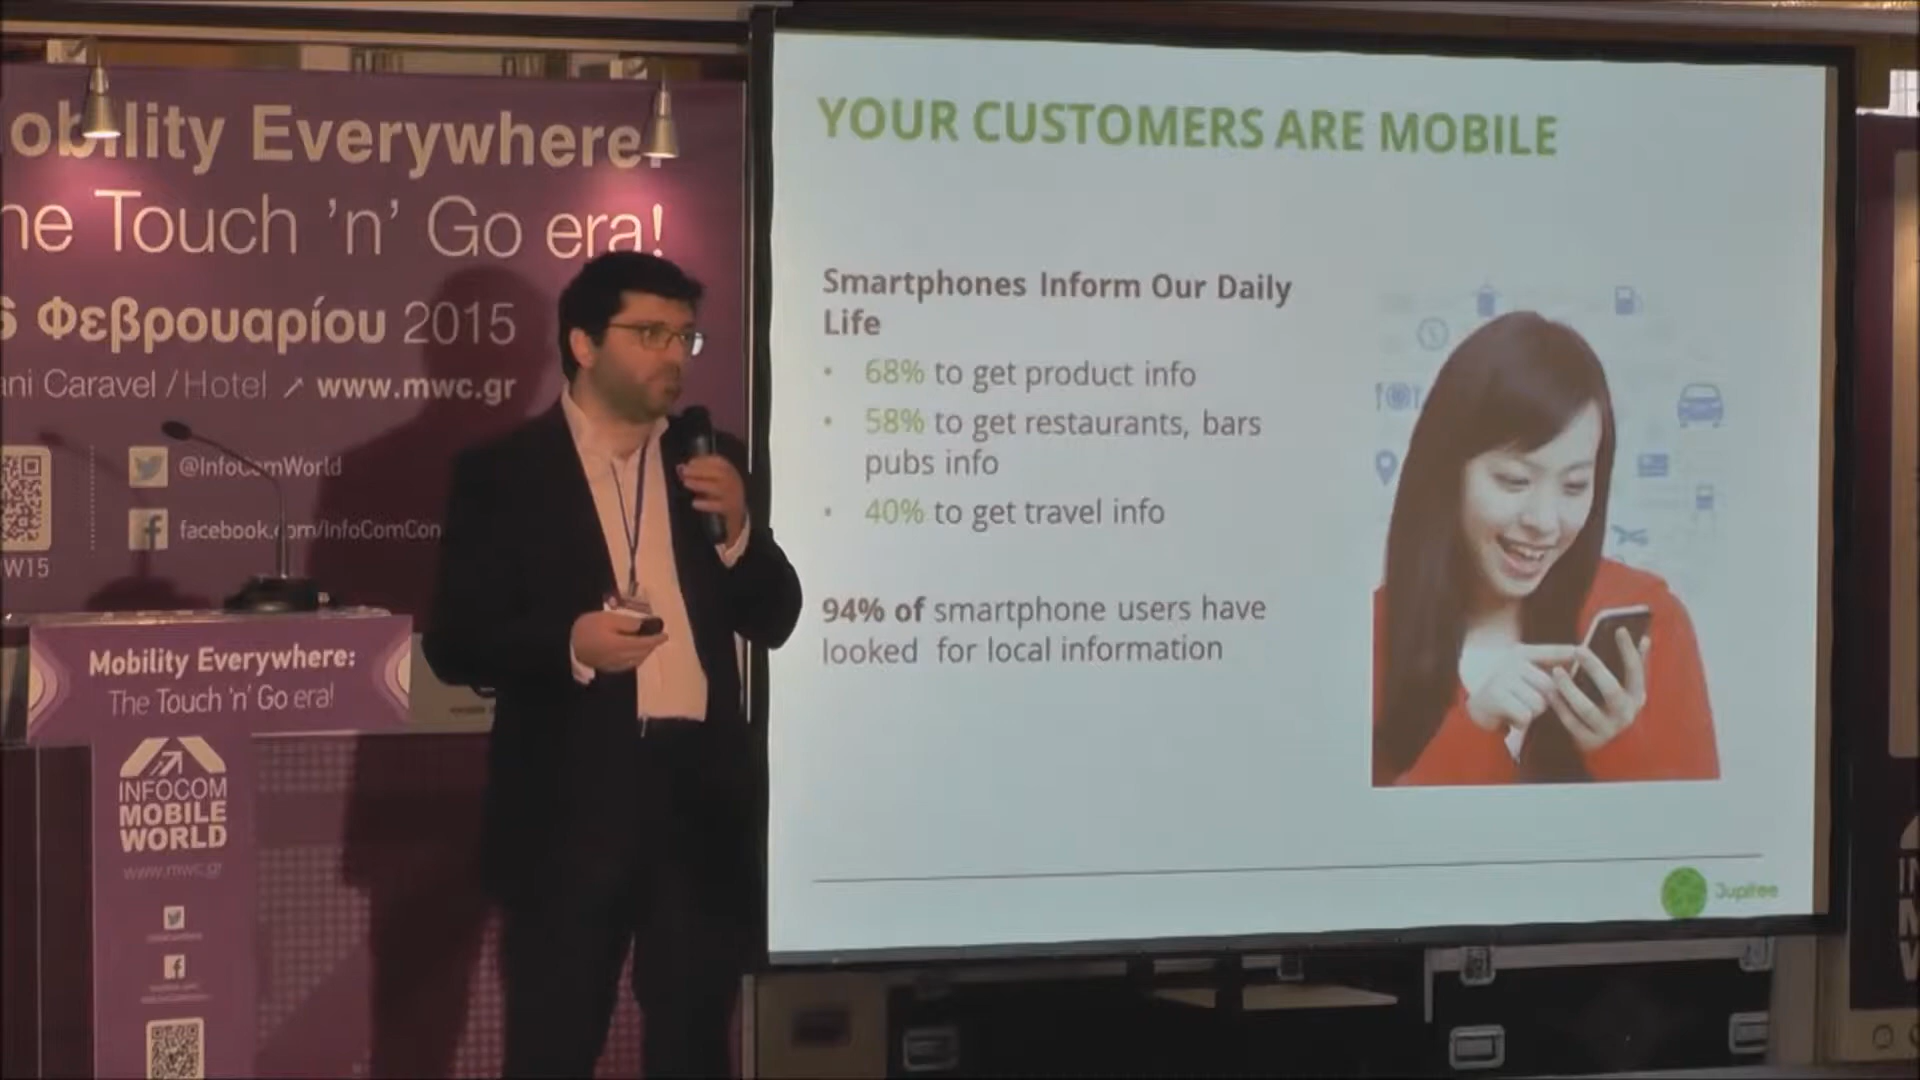 obility Everywhere:
he Touch 'n' Go era!
6 Φεβρουαρίου 2015
ani Caravel / Hotel ↗ www.mwc.gr
@InfoComWorld
facebook.com/InfoComCon
W15
Mobility Everywhere:
The Touch 'n' Go era!
INFOCOM
MOBILE
WORLD
www.mwc.gr
YOUR CUSTOMERS ARE MOBILE
Smartphones Inform Our Daily
Life
• 68% to get product info
• 58% to get restaurants, bars
pubs info
• 40% to get travel info
94% of smartphone users have
looked for local information
Jupitee